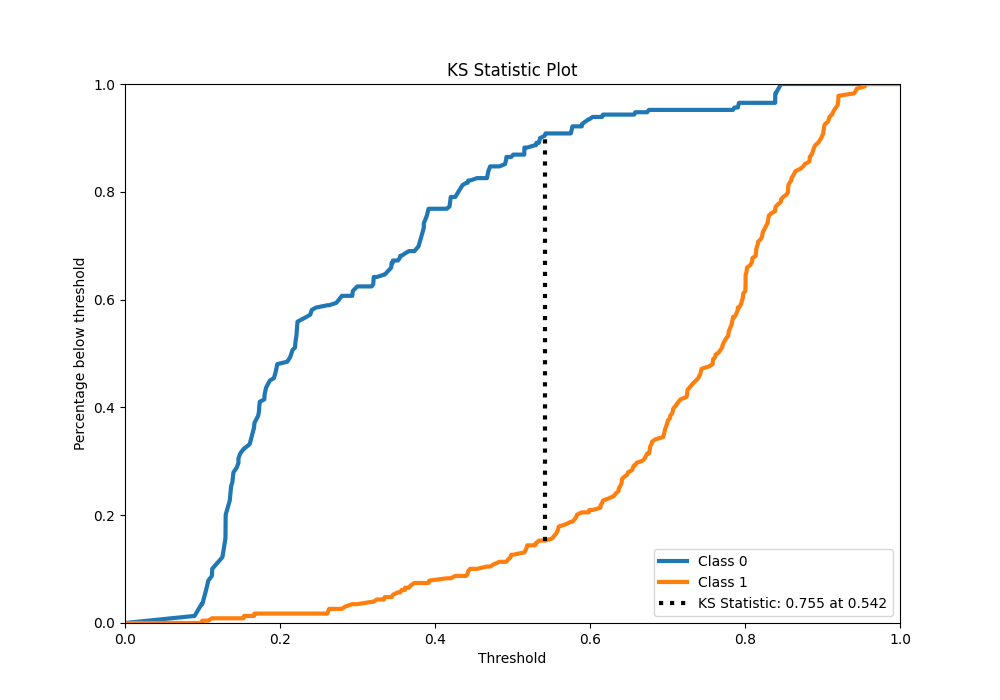 KS Statistic Plot
Percentage below threshold
1.0
0.8
0.6
0.4
0.2
0.0
0.0 0.2 0.4 0.6 0.8 1.0
Threshold
Class 0
Class 1
KS Statistic: 0.755 at 0.542